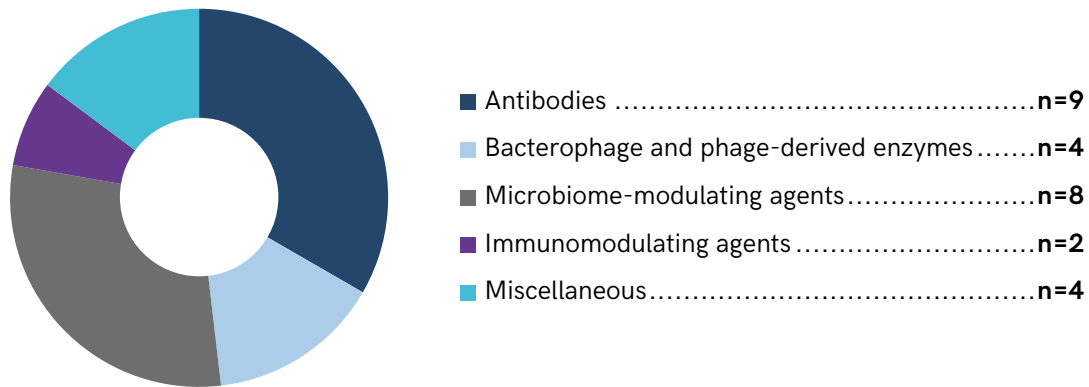 Antibodies ................................................n=9
Bacterophage and phage-derived enzymes.......n=4
Microbiome-modulating agents......................n=8
Immunomodulating agents............................n=2
Miscellaneous.............................................n=4